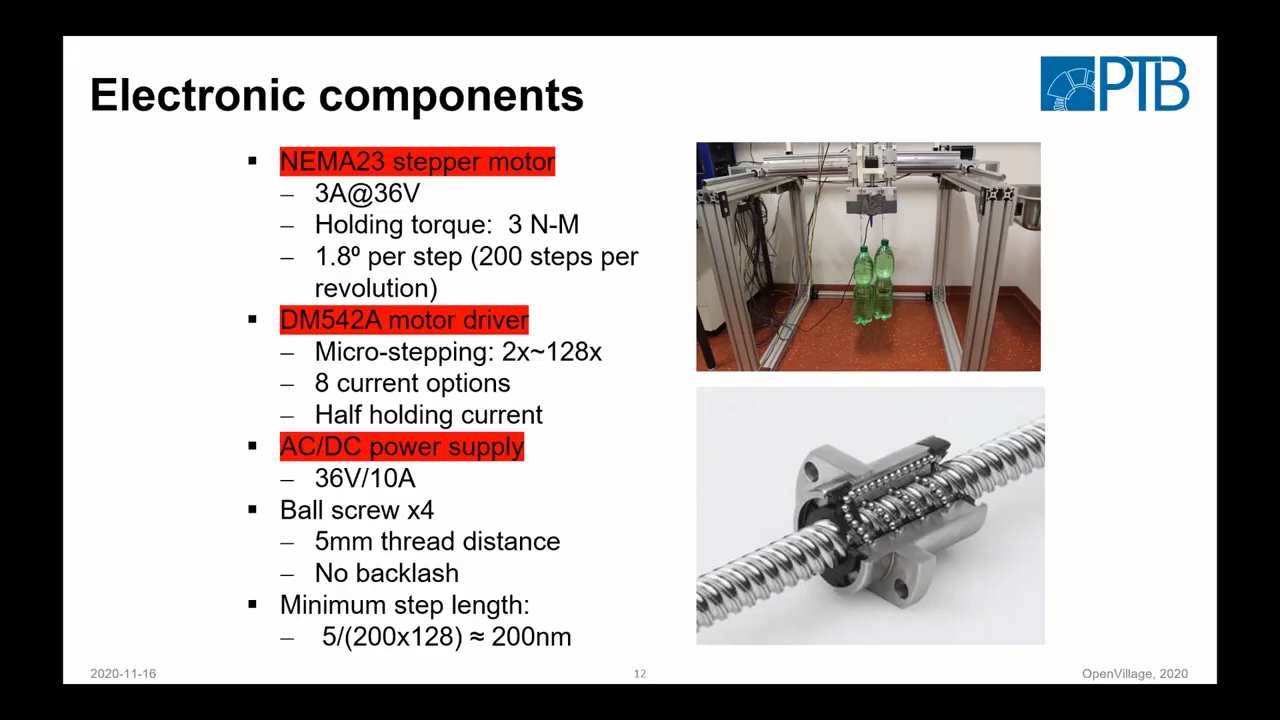 Electronic components
PTB
▪ NEMA23 stepper motor
– 3A@36V
– Holding torque:  3 N-M
– 1.8º per step (200 steps per
revolution)
▪ DM542A motor driver
– Micro-stepping: 2x~128x
– 8 current options
– Half holding current
▪ AC/DC power supply
– 36V/10A
▪ Ball screw x4
– 5mm thread distance
– No backlash
▪ Minimum step length:
– 5/(200x128) ≈ 200nm
2020-11-16
12
OpenVillage, 2020